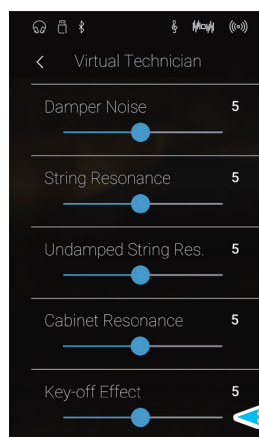 Virtual Technician
Damper Noise 5
String Resonance 5
Undamped String Res. 5
Cabinet Resonance 5
Key-off Effect 5